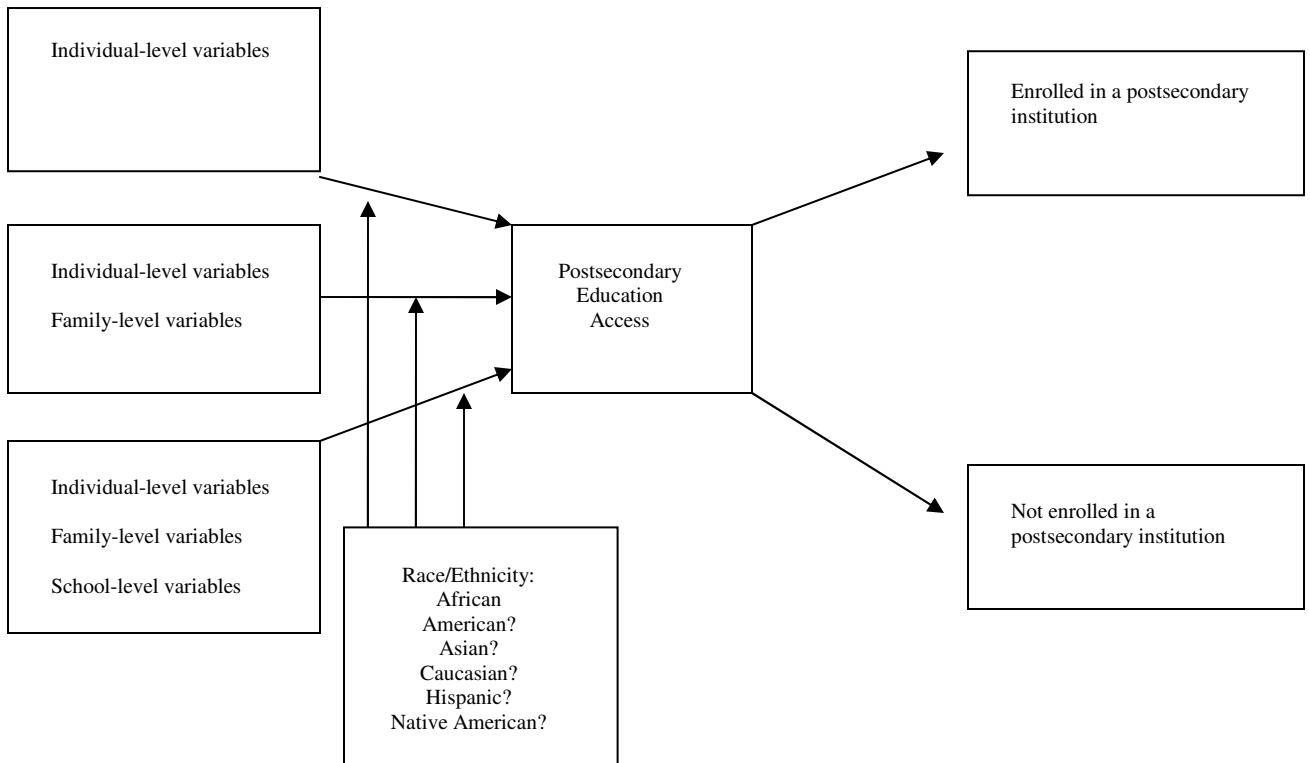 Individual-level variables
Individual-level variables
Family-level variables
Individual-level variables
Family-level variables
School-level variables
Race/Ethnicity:
African
American?
Asian?
Caucasian?
Hispanic?
Native American?
Postsecondary
Education
Access
Enrolled in a postsecondary
institution
Not enrolled in a
postsecondary institution